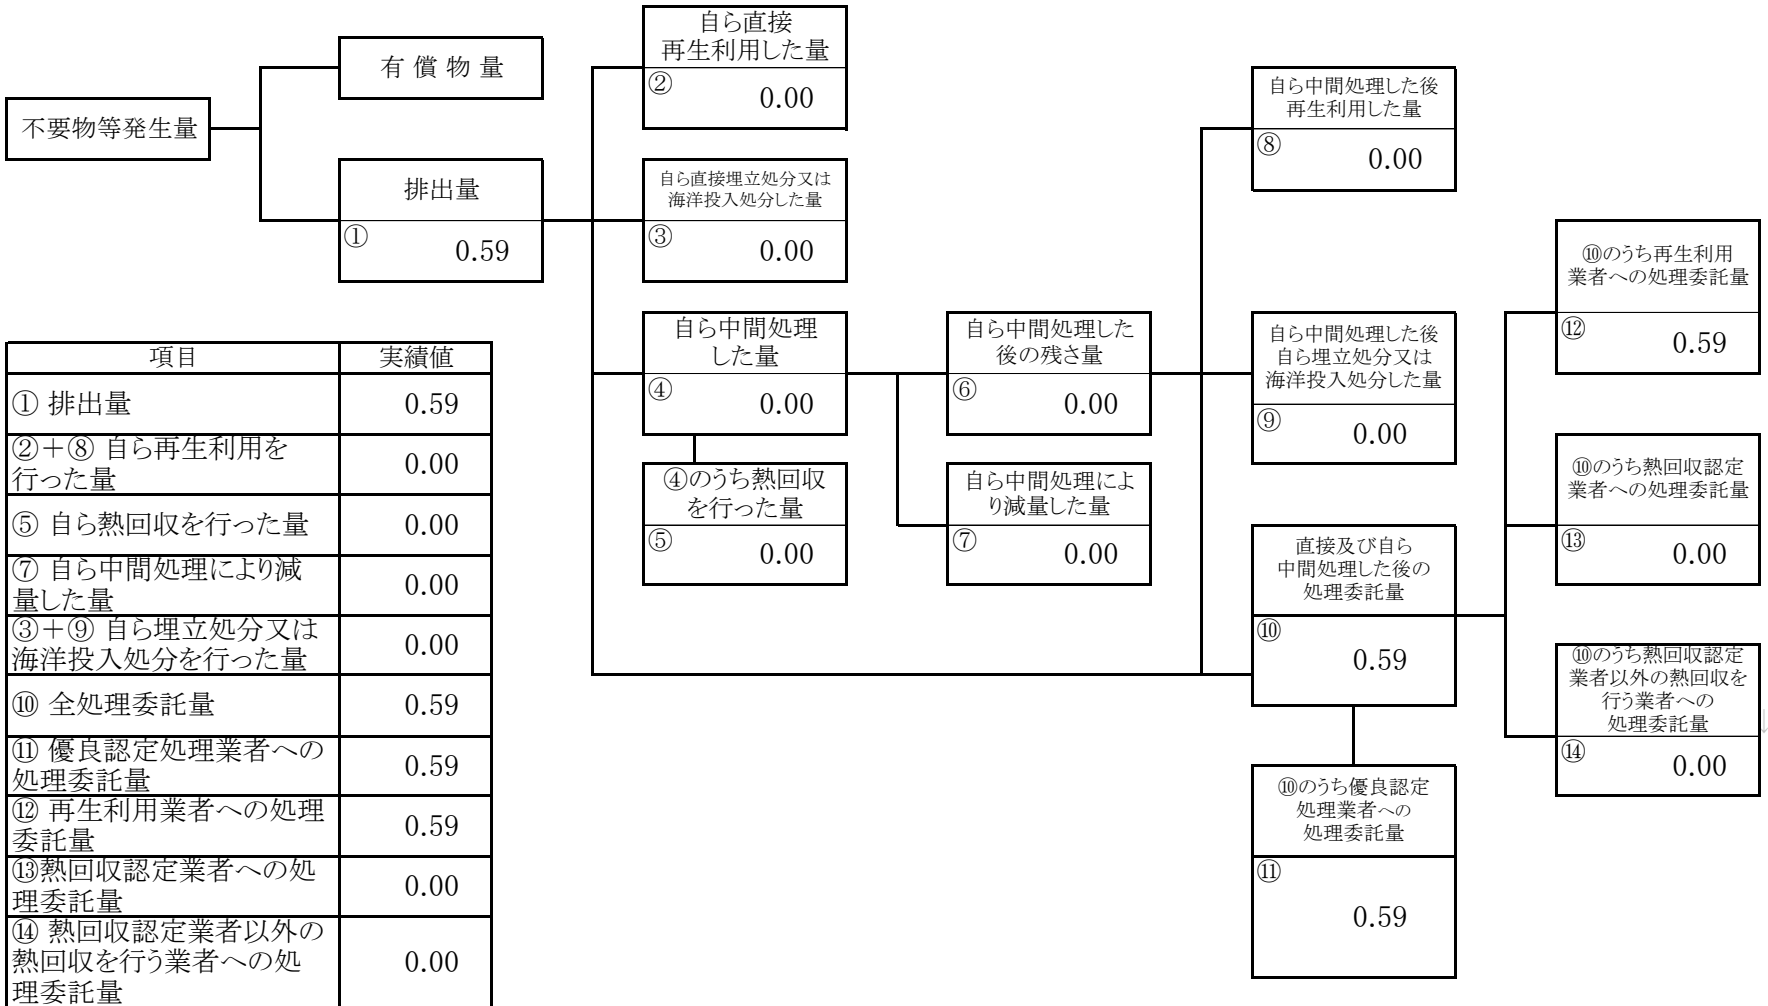 不要物等発生量
有償物量
排出量
①
0.59
自ら直接
再生利用した量
②
0.00
自ら直接埋立処分又は
海洋投入処分した量
③
0.00
自ら中間処理
した量
④
0.00
④のうち熱回収
を行った量
⑤
0.00
自ら中間処理した
後の残さ量
⑥
0.00
自ら中間処理によ
り減量した量
⑦
0.00
自ら中間処理した後
再生利用した量
⑧
0.00
自ら中間処理した後
自ら埋立処分又は
海洋投入処分した量
⑨
0.00
直接及び自ら
中間処理した後の
処理委託量
⑩
0.59
⑩のうち優良認定
処理業者への
処理委託量
⑪
0.59
⑩のうち再生利用
業者への処理委託量
⑫
0.59
⑩のうち熱回収認定
業者への処理委託量
⑬
0.00
⑩のうち熱回収認定
業者以外の熱回収を
行う業者への
処理委託量
⑭
0.00
↓
項目 実績値
① 排出量 0.59
②+⑧ 自ら再生利用を
行った量 0.00
⑤ 自ら熱回収を行った量 0.00
⑦ 自ら中間処理により減
量した量 0.00
③+⑨ 自ら埋立処分又は
海洋投入処分を行った量 0.00
⑩ 全処理委託量 0.59
⑪ 優良認定処理業者への
処理委託量 0.59
⑫ 再生利用業者への処理
委託量 0.59
⑬熱回収認定業者への処
理委託量 0.00
⑭ 熱回収認定業者以外の
熱回収を行う業者への処
理委託量 0.00